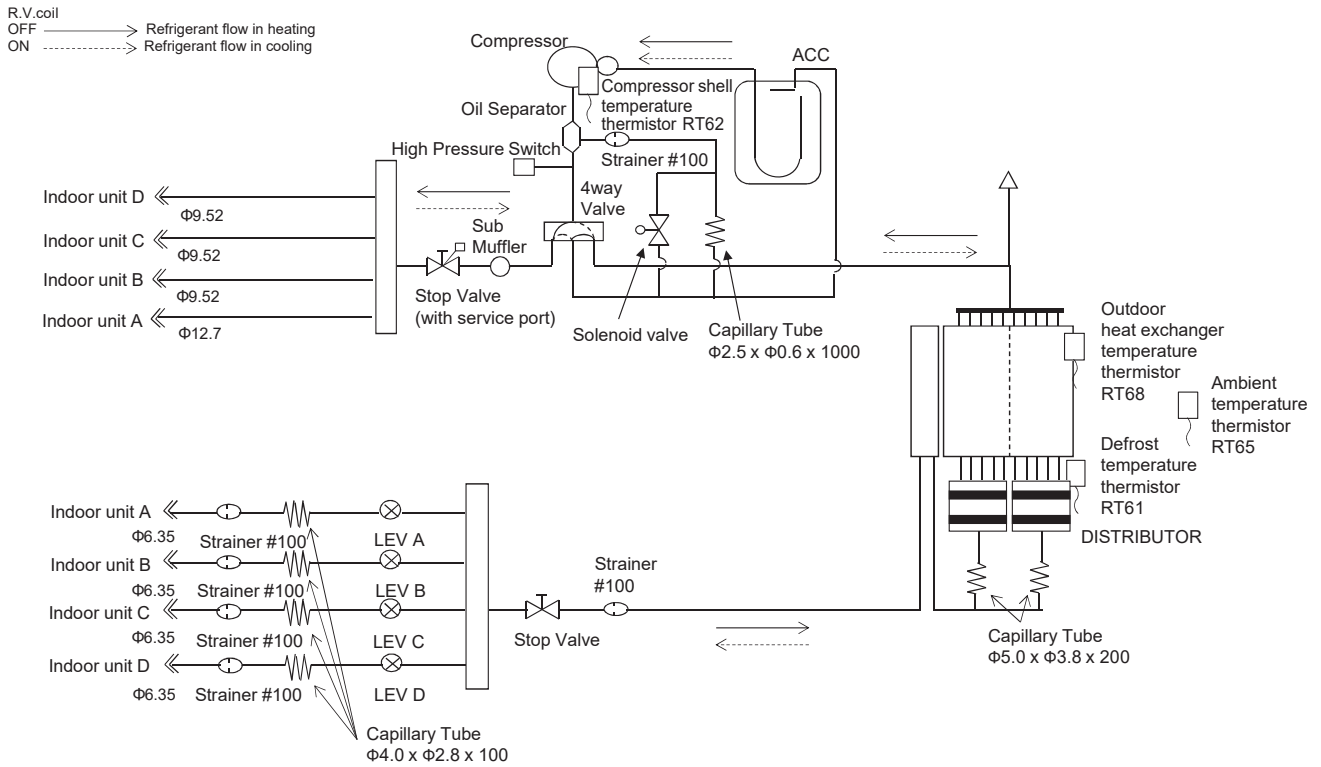 R.V.coil
OFF Refrigerant flow in heating
ON Refrigerant flow in cooling
Compressor
ACC
Compressor shell
temperature
thermistor RT62
Oil Separator
High Pressure Switch
Strainer #100
4way
Valve
Sub
Muffler
Indoor unit D
Φ9.52
Indoor unit C
Φ9.52
Indoor unit B
Φ9.52
Indoor unit A
Φ12.7
Stop Valve
(with service port)
Solenoid valve
Capillary Tube
Φ2.5 x Φ0.6 x 1000
Outdoor
heat exchanger
temperature
thermistor
RT68
Ambient
temperature
thermistor
RT65
Defrost
temperature
thermistor
RT61
DISTRIBUTOR
Capillary Tube
Φ5.0 x Φ3.8 x 200
Indoor unit A
Φ6.35
Strainer #100
LEV A
Indoor unit B
Φ6.35
Strainer #100
LEV B
Indoor unit C
Φ6.35
Strainer #100
LEV C
Indoor unit D
Φ6.35
Strainer #100
LEV D
Strainer
#100
Stop Valve
Capillary Tube
Φ4.0 x Φ2.8 x 100